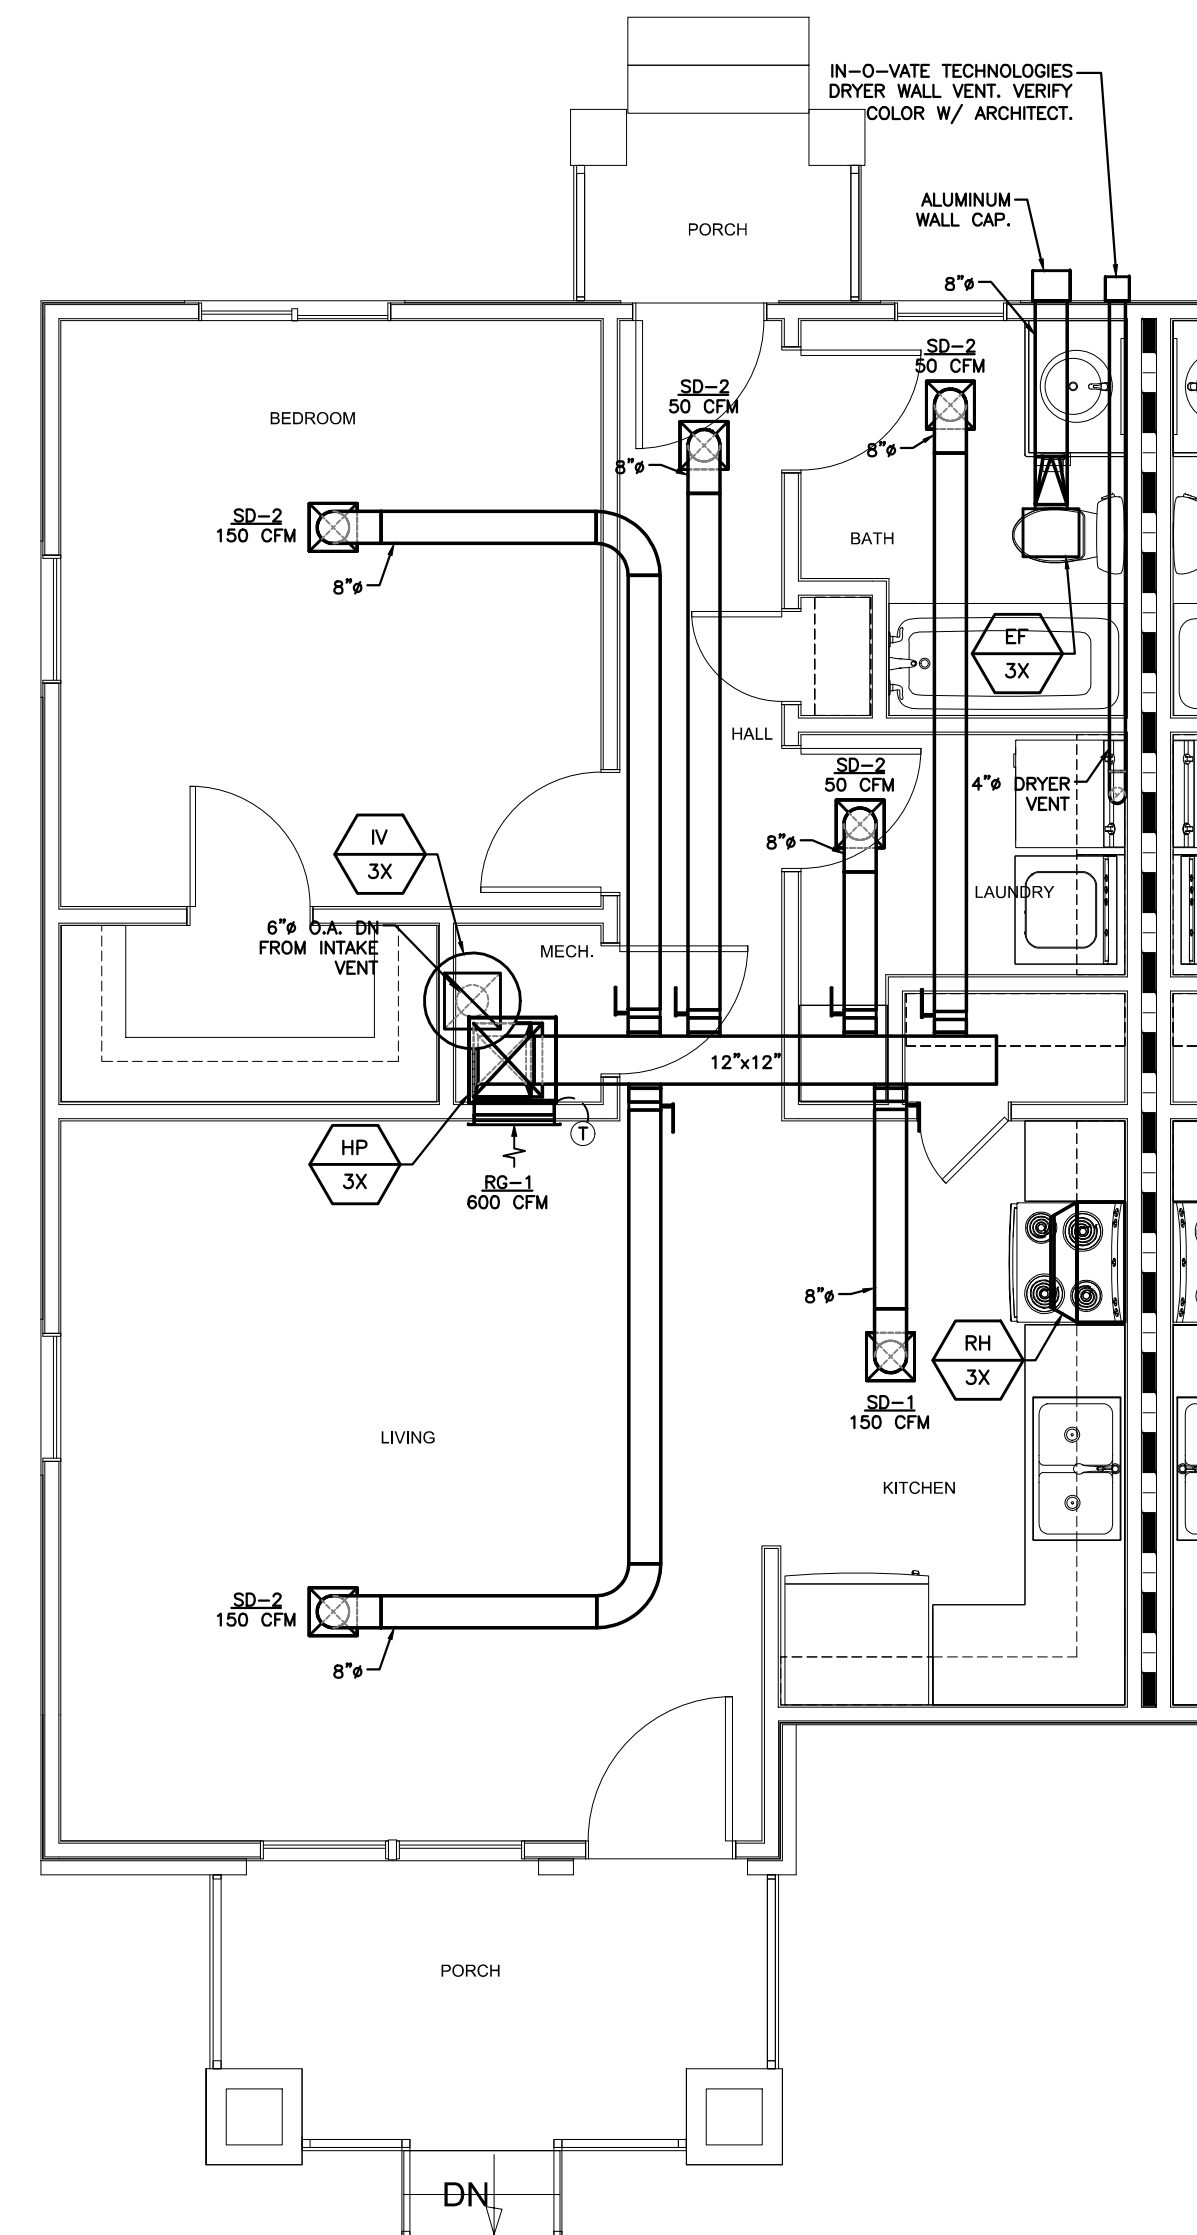 IN-O-VATE TECHNOLOGIES
DRYER WALL VENT. VERIFY
COLOR W/ ARCHITECT.
ALUMINUM
WALL CAP.
PORCH
8"ø
SD-2
50 CFM
8"ø
SD-2
50 CFM
8"ø
BEDROOM
SD-2
150 CFM
8"ø
BATH
EF
3X
HALL
SD-2
50 CFM
8"ø
4"ø DRYER
VENT
IV
3X
LAUNDRY
6"ø O.A. DN
FROM INTAKE
VENT
MECH.
12"x12"
HP
3X
T
RG-1
600 CFM
8"ø
RH
3X
SD-1
150 CFM
LIVING
KITCHEN
SD-2
150 CFM
8"ø
PORCH
DN